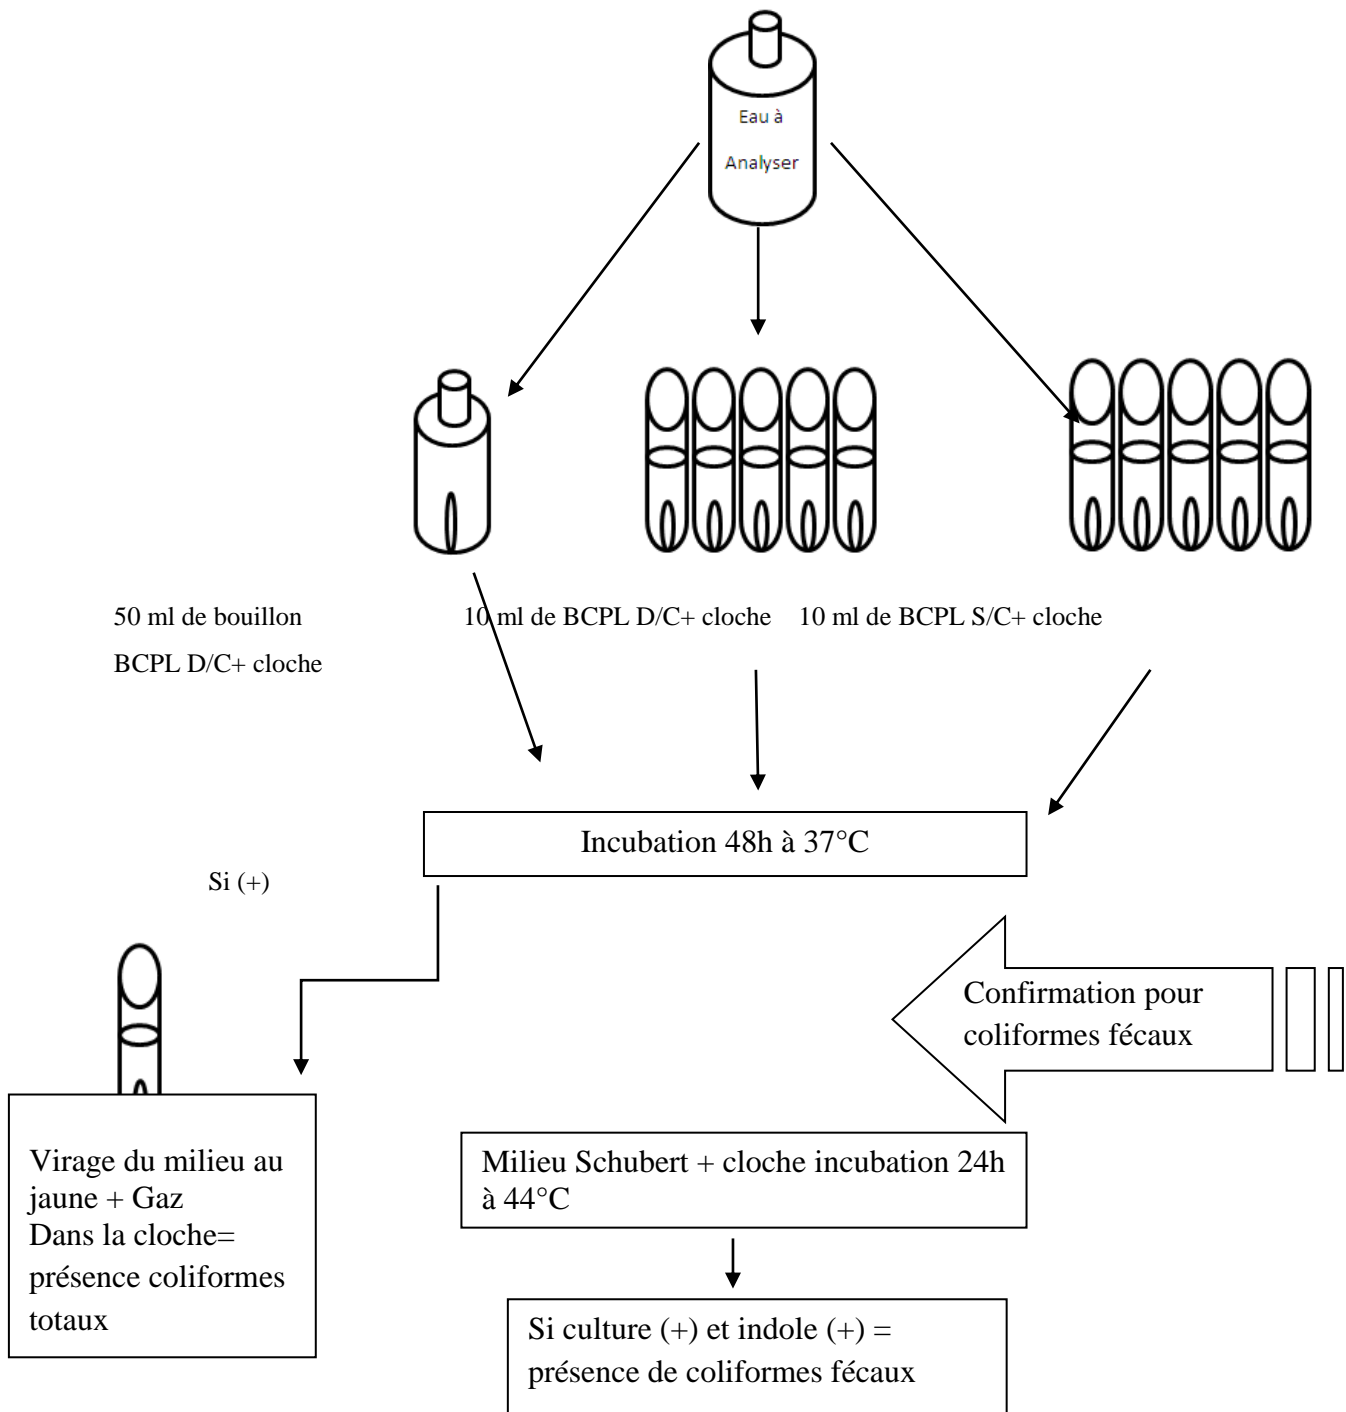 Eau à
Analyser
50 ml de bouillon
BCPL D/C+ cloche
10 ml de BCPL D/C+ cloche
10 ml de BCPL S/C+ cloche
Incubation 48h à 37°C
Si (+)
Confirmation pour
coliformes fécaux
Virage du milieu au
jaune + Gaz
Dans la cloche=
présence coliformes
totaux
Milieu Schubert + cloche incubation 24h
à 44°C
Si culture (+) et indole (+) =
présence de coliformes fécaux